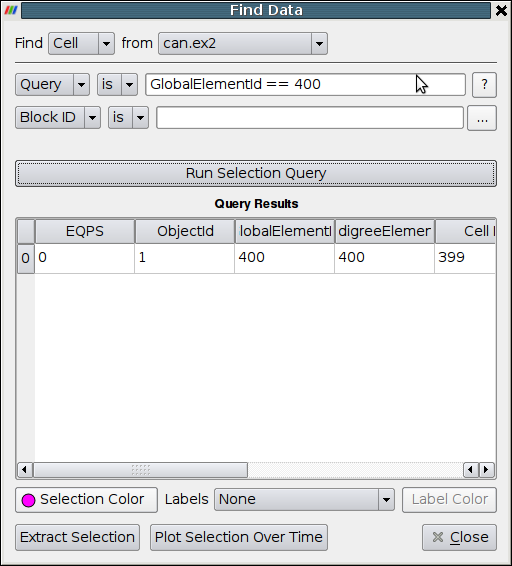 Find Data
Find Cell from can.ex2
Query is GlobalElementId == 400 ?
Block ID is ...
Run Selection Query
Query Results
EQPS ObjectId lobalElementI digreeElemer Cell I
0 0 1 400 400 399
Selection Color Labels None Label Color
Extract Selection Plot Selection Over Time Close